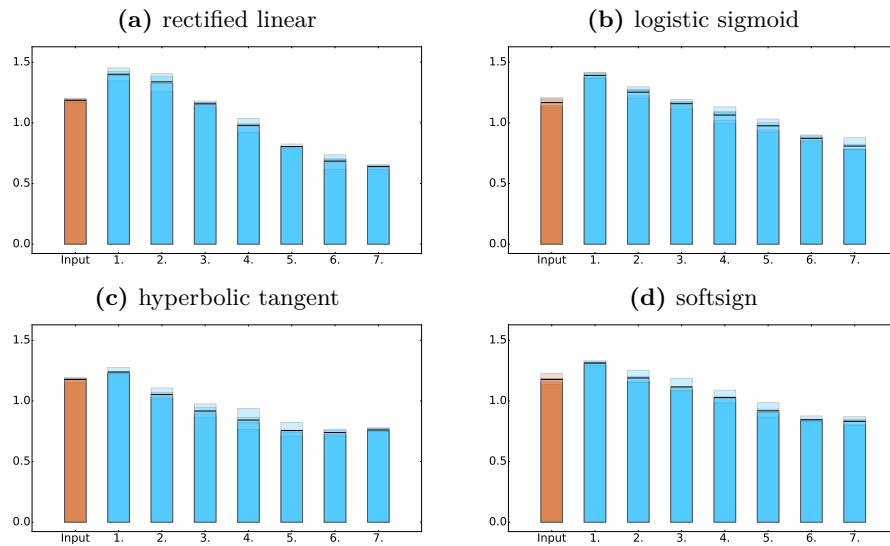 (a) rectified linear
1.5
1.0
0.5
0.0
Input 1. 2. 3. 4. 5. 6. 7.
(b) logistic sigmoid
1.5
1.0
0.5
0.0
Input 1. 2. 3. 4. 5. 6. 7.
(c) hyperbolic tangent
1.5
1.0
0.5
0.0
Input 1. 2. 3. 4. 5. 6. 7.
(d) softsign
1.5
1.0
0.5
0.0
Input 1. 2. 3. 4. 5. 6. 7.